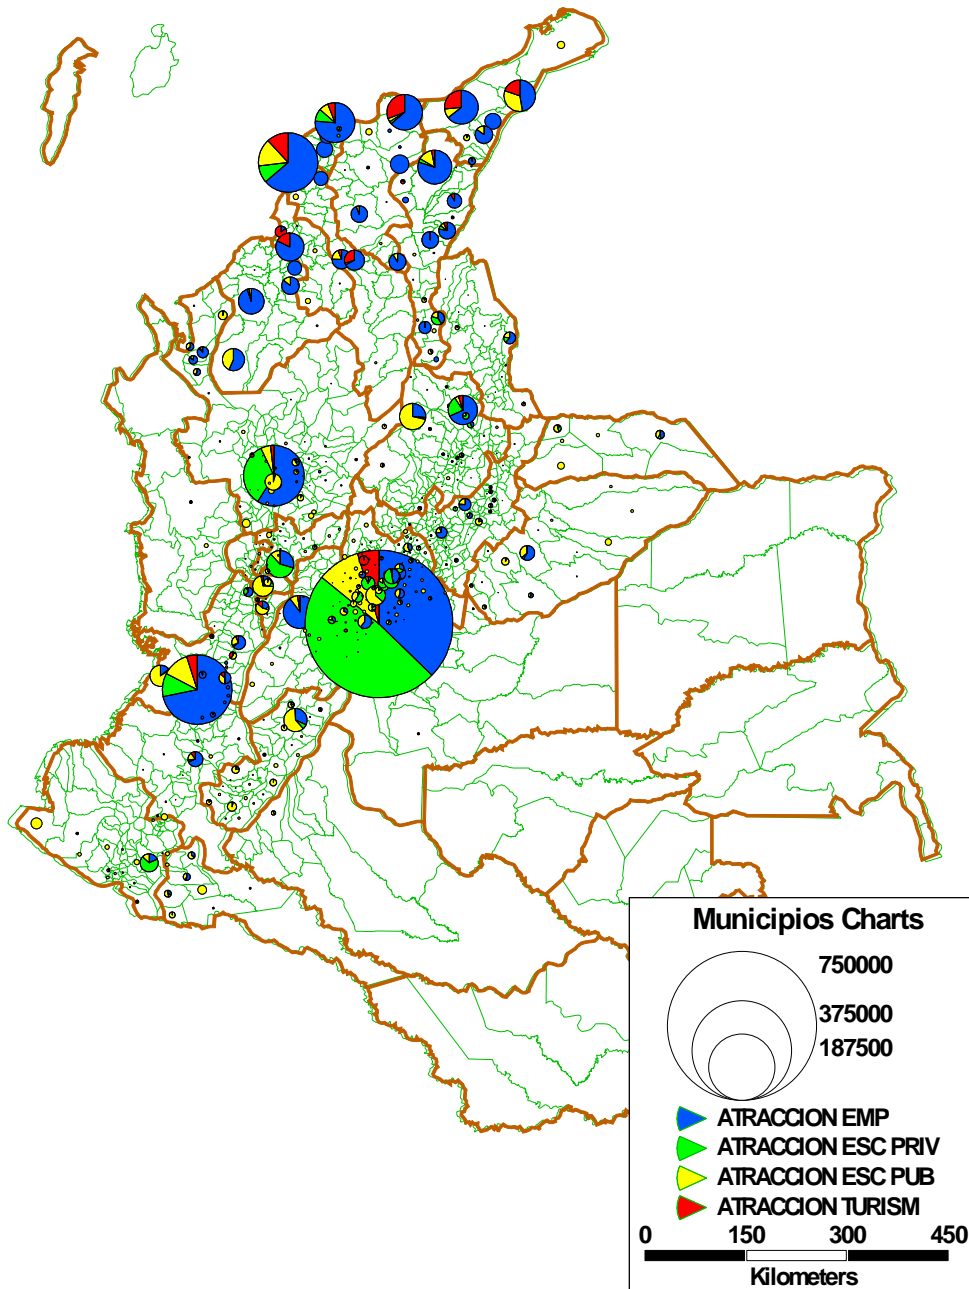 Municipios Charts
750000
375000
187500
ATRACCION EMP
ATRACCION ESC PRIV
ATRACCION ESC PUB
ATRACCION TURISM
0 150 300 450
Kilometers